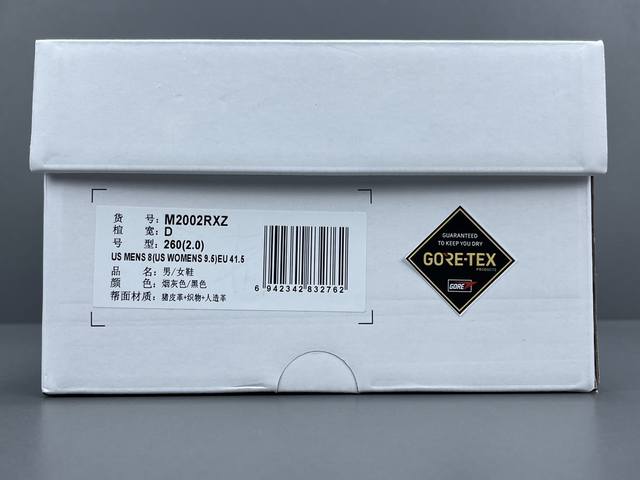 货 号: M2002RXZ
楦 宽: D
号 型: 260(2.0)
US MENS 8(US WOMENS 9.5)EU 41.5
品 名: 男/女鞋
颜 色: 烟灰色/黑色
帮面材质: 猪皮革+织物+人造革
6 942342 832762
GUARANTEED
TO KEEP YOU DRY
GORE-TEX
PRODUCTS
GORE